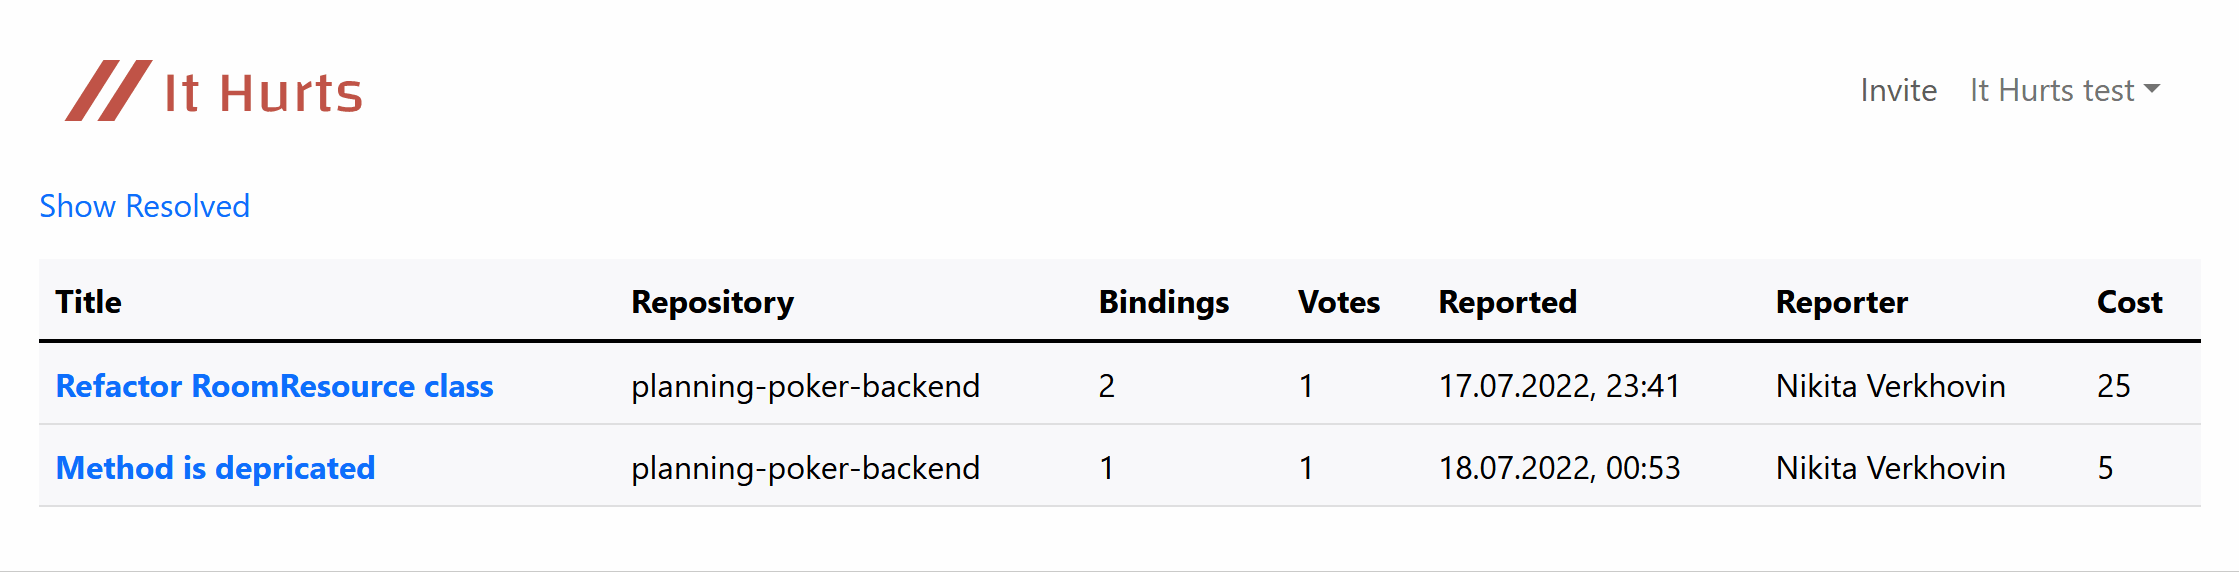 It Hurts
Invite It Hurts test
Show Resolved
Title Repository Bindings Votes Reported Reporter Cost
Refactor RoomResource class planning-poker-backend 2 1 17.07.2022, 23:41 Nikita Verkhovin 25
Method is depricated planning-poker-backend 1 1 18.07.2022, 00:53 Nikita Verkhovin 5